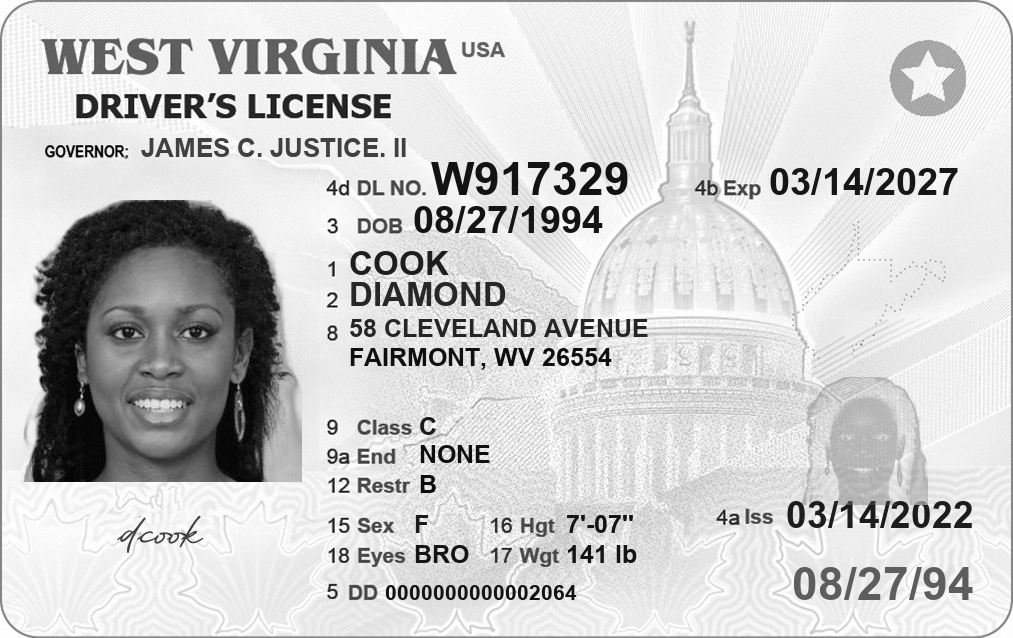 WEST VIRGINIA USA
DRIVER'S LICENSE
GOVERNOR: JAMES C. JUSTICE. II
4d DL NO. W917329 4b Exp 03/14/2027
3 DOB 08/27/1994
1 COOK
2 DIAMOND
8 58 CLEVELAND AVENUE
FAIRMONT, WV 26554
9 Class C
9a End NONE
12 Restr B
15 Sex F 16 Hgt 7'-07" 4a Iss 03/14/2022
dcook
18 Eyes BRO 17 Wgt 141 lb
5 DD 0000000000002064 08/27/94